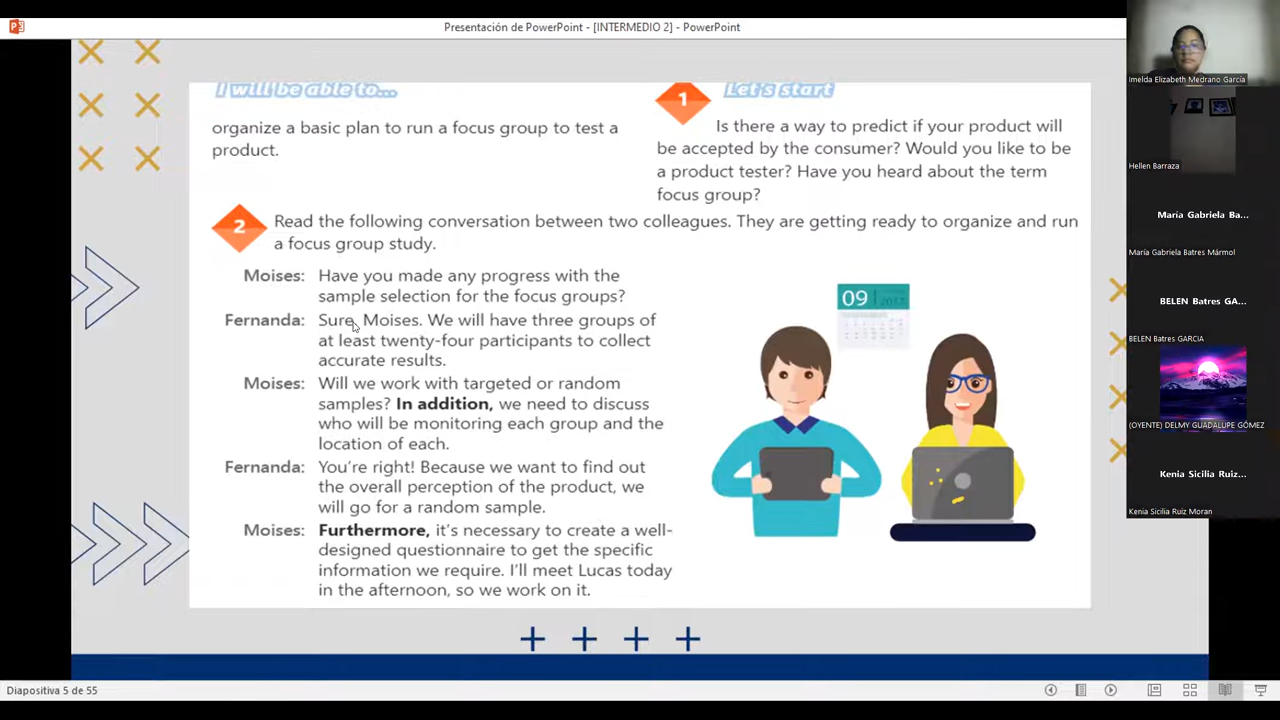 Presentación de PowerPoint - [INTERMEDIO 2] - PowerPoint
I will be able to...
organize a basic plan to run a focus group to test a
product.
1
Let's start
Is there a way to predict if your product will
be accepted by the consumer? Would you like to be
a product tester? Have you heard about the term
focus group?
2
Read the following conversation between two colleagues. They are getting ready to organize and run
a focus group study.
Moises: Have you made any progress with the
sample selection for the focus groups?
Fernanda: Sure, Moises. We will have three groups of
at least twenty-four participants to collect
accurate results.
Moises: Will we work with targeted or random
samples? In addition, we need to discuss
who will be monitoring each group and the
location of each.
Fernanda: You're right! Because we want to find out
the overall perception of the product, we
will go for a random sample.
Moises: Furthermore, it's necessary to create a well-
designed questionnaire to get the specific
information we require. I'll meet Lucas today
in the afternoon, so we work on it.
09
2017
Diapositiva 5 de 55
Imelda Elizabeth Medrano García
Hellen Barraza
María Gabriela Ba...
María Gabriela Batres Mármol
BELEN Batres GA...
BELEN Batres GARCIA
(OYENTE) DELMY GUADALUPE GÓMEZ
Kenia Sicilia Ruiz...
Kenia Sicilia Ruiz Moran